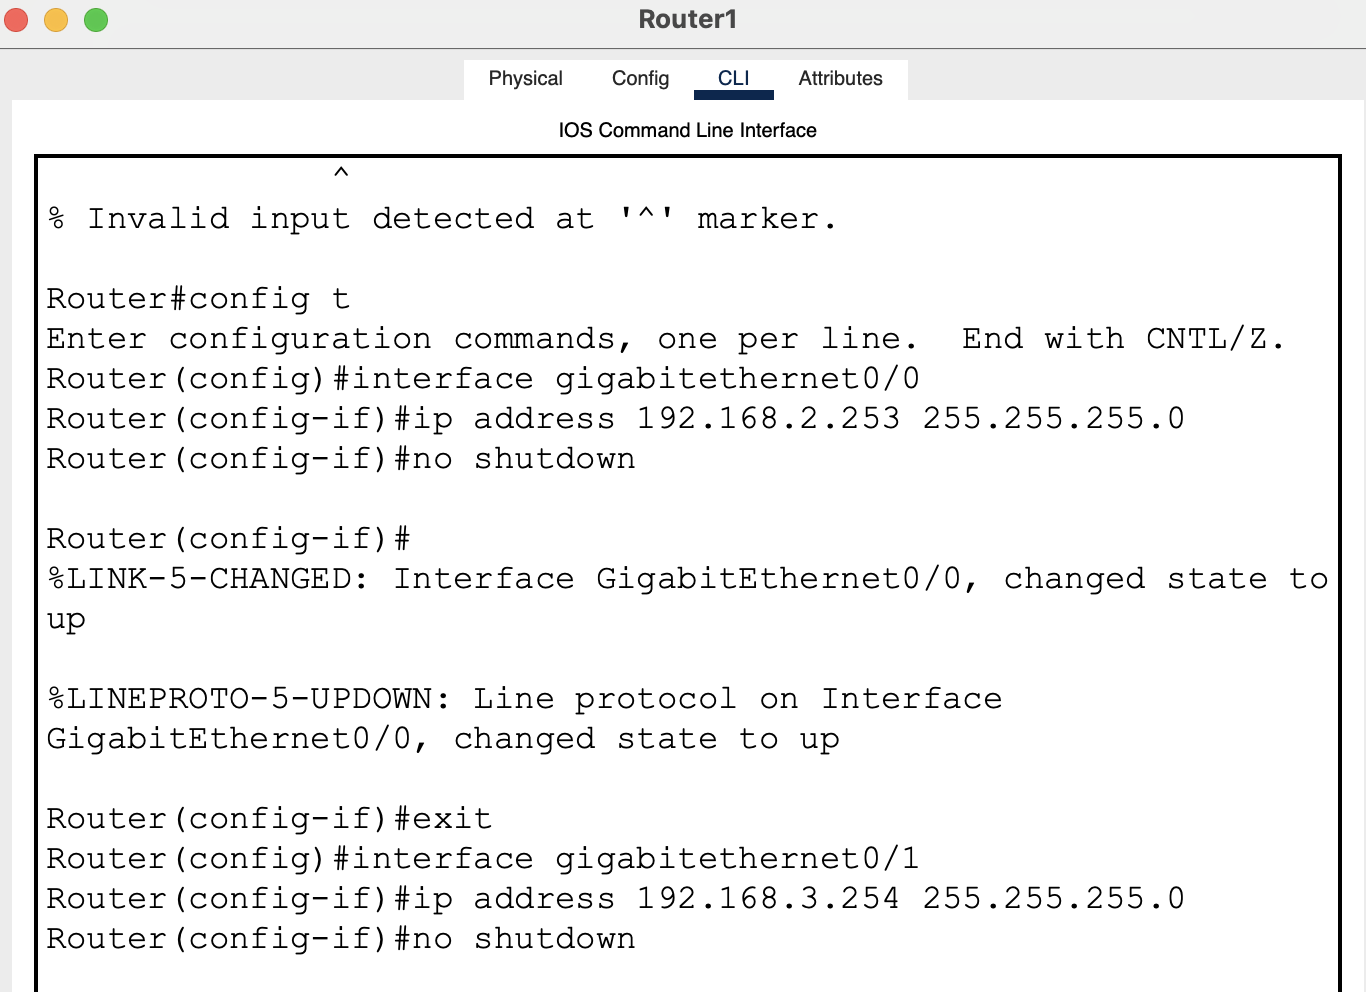 Router1
Physical Config CLI Attributes
IOS Command Line Interface
^
% Invalid input detected at '^' marker.
Router#config t
Enter configuration commands, one per line.  End with CNTL/Z.
Router(config)#interface gigabitethernet0/0
Router(config-if)#ip address 192.168.2.253 255.255.255.0
Router(config-if)#no shutdown
Router(config-if)#
%LINK-5-CHANGED: Interface GigabitEthernet0/0, changed state to
up
%LINEPROTO-5-UPDOWN: Line protocol on Interface
GigabitEthernet0/0, changed state to up
Router(config-if)#exit
Router(config)#interface gigabitethernet0/1
Router(config-if)#ip address 192.168.3.254 255.255.255.0
Router(config-if)#no shutdown